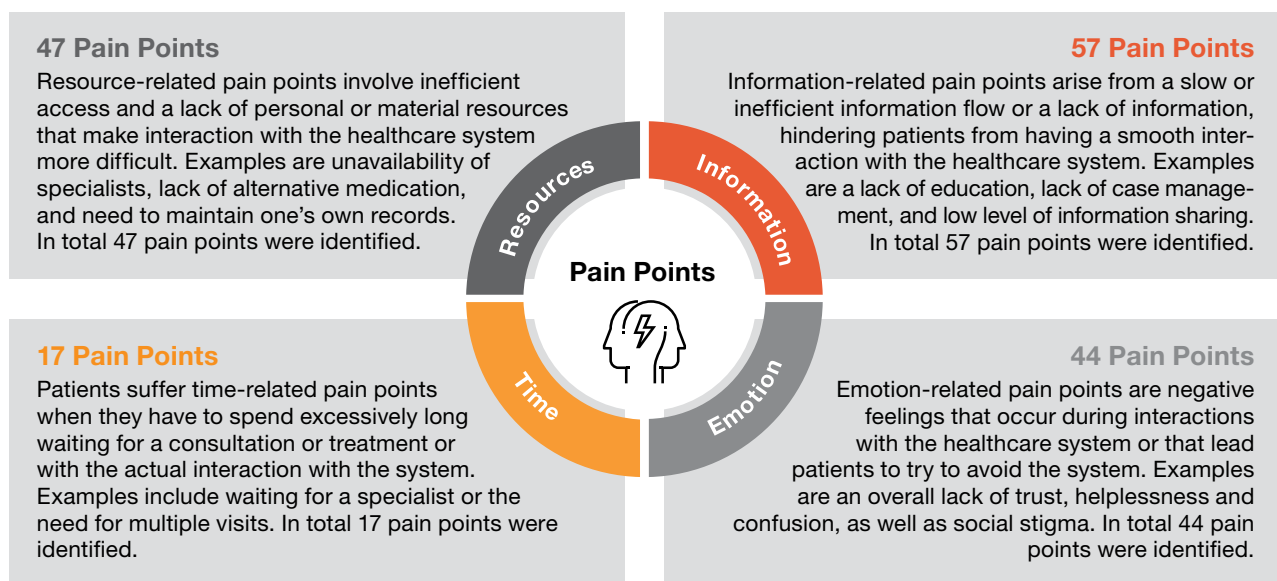 47 Pain Points
Resource-related pain points involve inefficient
access and a lack of personal or material resources
that make interaction with the healthcare system
more difficult. Examples are unavailability of
specialists, lack of alternative medication,
and need to maintain one's own records.
In total 47 pain points were identified.
57 Pain Points
Information-related pain points arise from a slow or
inefficient information flow or a lack of information,
hindering patients from having a smooth inter-
action with the healthcare system. Examples
are a lack of education, lack of case manage-
ment, and low level of information sharing.
In total 57 pain points were identified.
Resources
Information
Pain Points
Time
Emotion
17 Pain Points
Patients suffer time-related pain points
when they have to spend excessively long
waiting for a consultation or treatment or
with the actual interaction with the system.
Examples include waiting for a specialist or the
need for multiple visits. In total 17 pain points were
identified.
44 Pain Points
Emotion-related pain points are negative
feelings that occur during interactions
with the healthcare system or that lead
patients to try to avoid the system. Examples
are an overall lack of trust, helplessness and
confusion, as well as social stigma. In total 44 pain
points were identified.